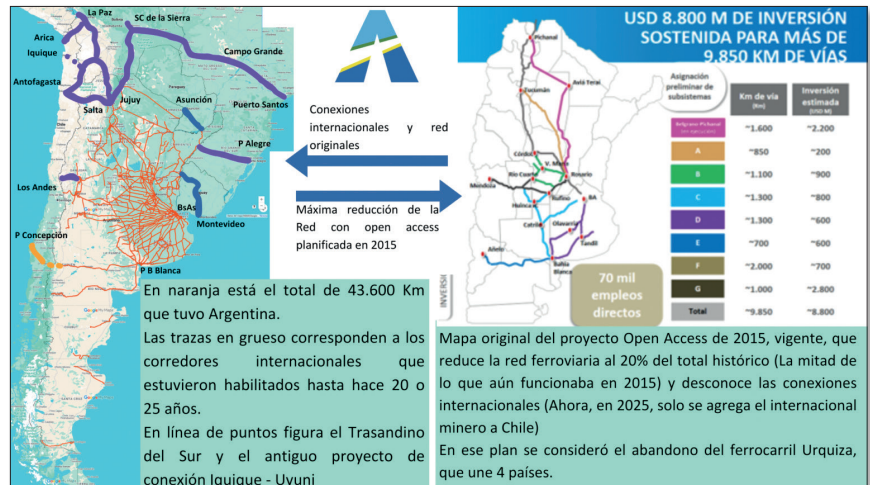 La Paz
SC de la Sierra
Arica
Iquique
Campo Grande
Antofagasta
Jujuy
Asunción
Puerto Santos
Salta
P Alegre
Los Andes
BsAs
Montevideo
P Concepción
P B Blanca
Conexiones
internacionales y red
originales
Máxima reducción de la
Red con open access
planificada en 2015
En naranja está el total de 43.600 Km
que tuvo Argentina.
Las trazas en grueso corresponden a los
corredores internacionales que
estuvieron habilitados hasta hace 20 o
25 años.
En línea de puntos figura el Trasandino
del Sur y el antiguo proyecto de
conexión Iquique - Uyuni
USD 8.800 M DE INVERSIÓN
SOSTENIDA PARA MÁS DE
9.850 KM DE VÍAS
Pichanal
Avia Terai
Tucumán
Córdoba
V. María
Río Cuarto
Rosario
Mendoza
Rufino
BA
Huinca
Catriló
Olavarría
Tandil
Añelo
Bahía
Blanca
Asignación
preliminar de
subsistemas
Km de vía
(Km)
Inversión
estimada
(USD M)
Belgrano Pichanal
~1.600 ~2.200
A ~850 ~200
B ~1.100 ~900
C ~1.300 ~800
D ~1.300 ~600
E ~700 ~600
F ~2.000 ~700
G ~1.000 ~2.800
Total ~9.850 ~8.800
70 mil
empleos
directos
INVERSI
Mapa original del proyecto Open Access de 2015, vigente, que
reduce la red ferroviaria al 20% del total histórico (La mitad de
lo que aún funcionaba en 2015) y desconoce las conexiones
internacionales (Ahora, en 2025, solo se agrega el internacional
minero a Chile)
En ese plan se consideró el abandono del ferrocarril Urquiza,
que une 4 países.